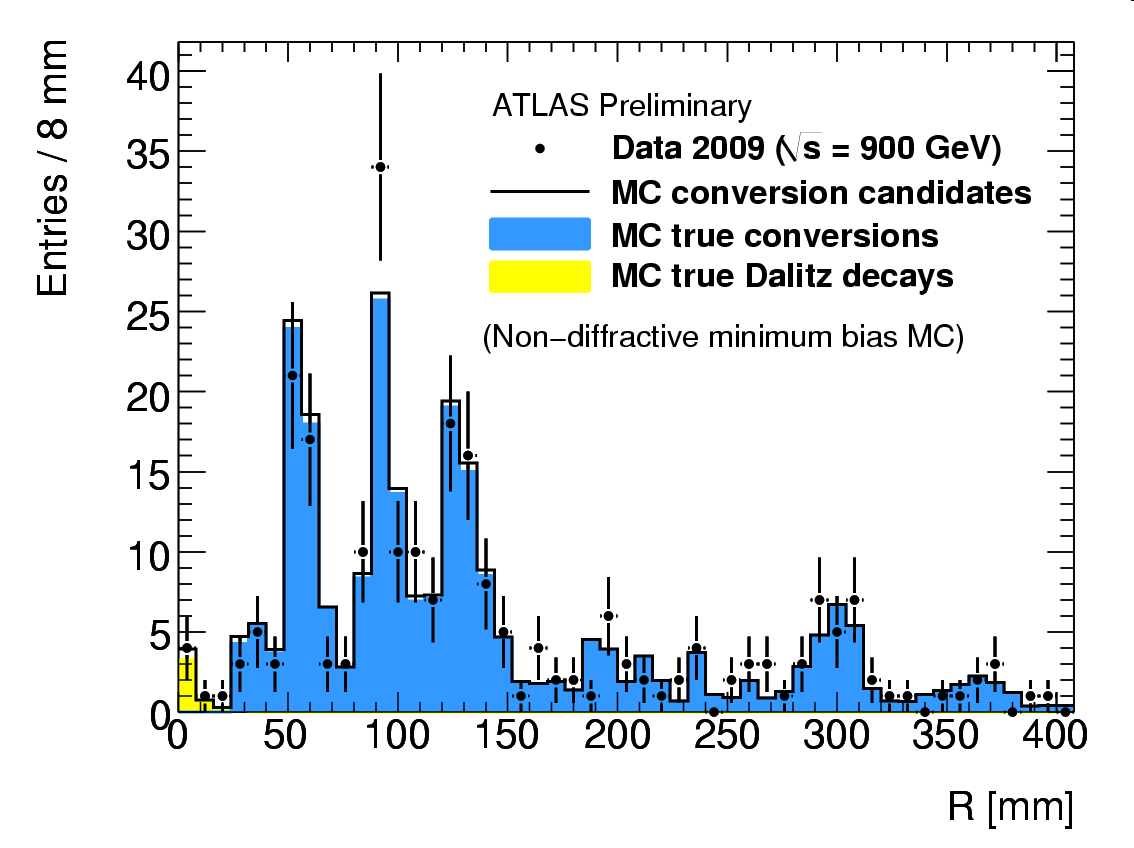 Entries / 8 mm
40
35
30
25
20
15
10
5
0
ATLAS Preliminary
Data 2009 (√s = 900 GeV)
MC conversion candidates
MC true conversions
MC true Dalitz decays
(Non−diffractive minimum bias MC)
0 50 100 150 200 250 300 350 400
R [mm]